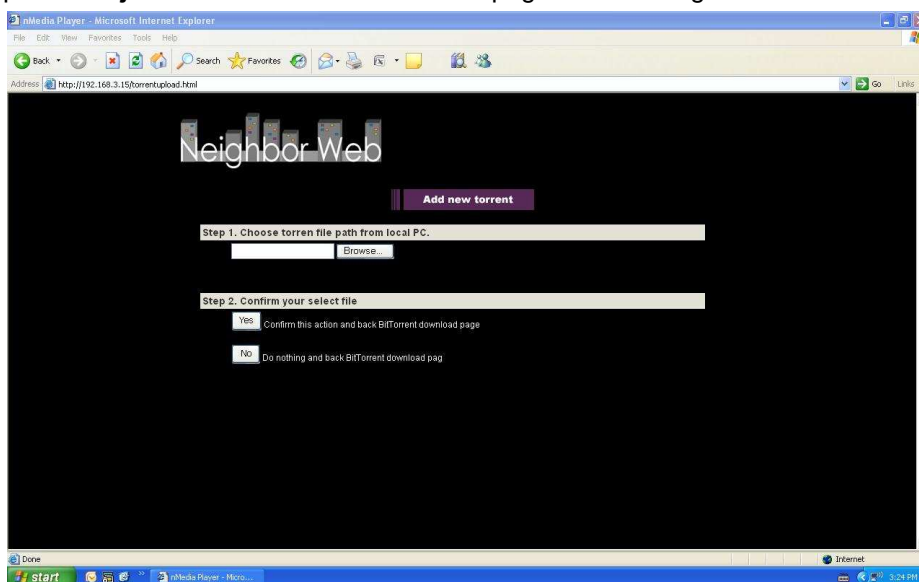 nMedia Player - Microsoft Internet Explorer
File Edit View Favorites Tools Help
Back Search Favorites
Address http://192.168.3.15/torrentupload.html Go Links
Neighbor Web
Add new torrent
Step 1. Choose torren file path from local PC.
Browse...
Step 2. Confirm your select file
Yes Confirm this action and back BitTorrent download page
No Do nothing and back BitTorrent download pag
Done Internet
start nMedia Player - Micro... 3:24 PM